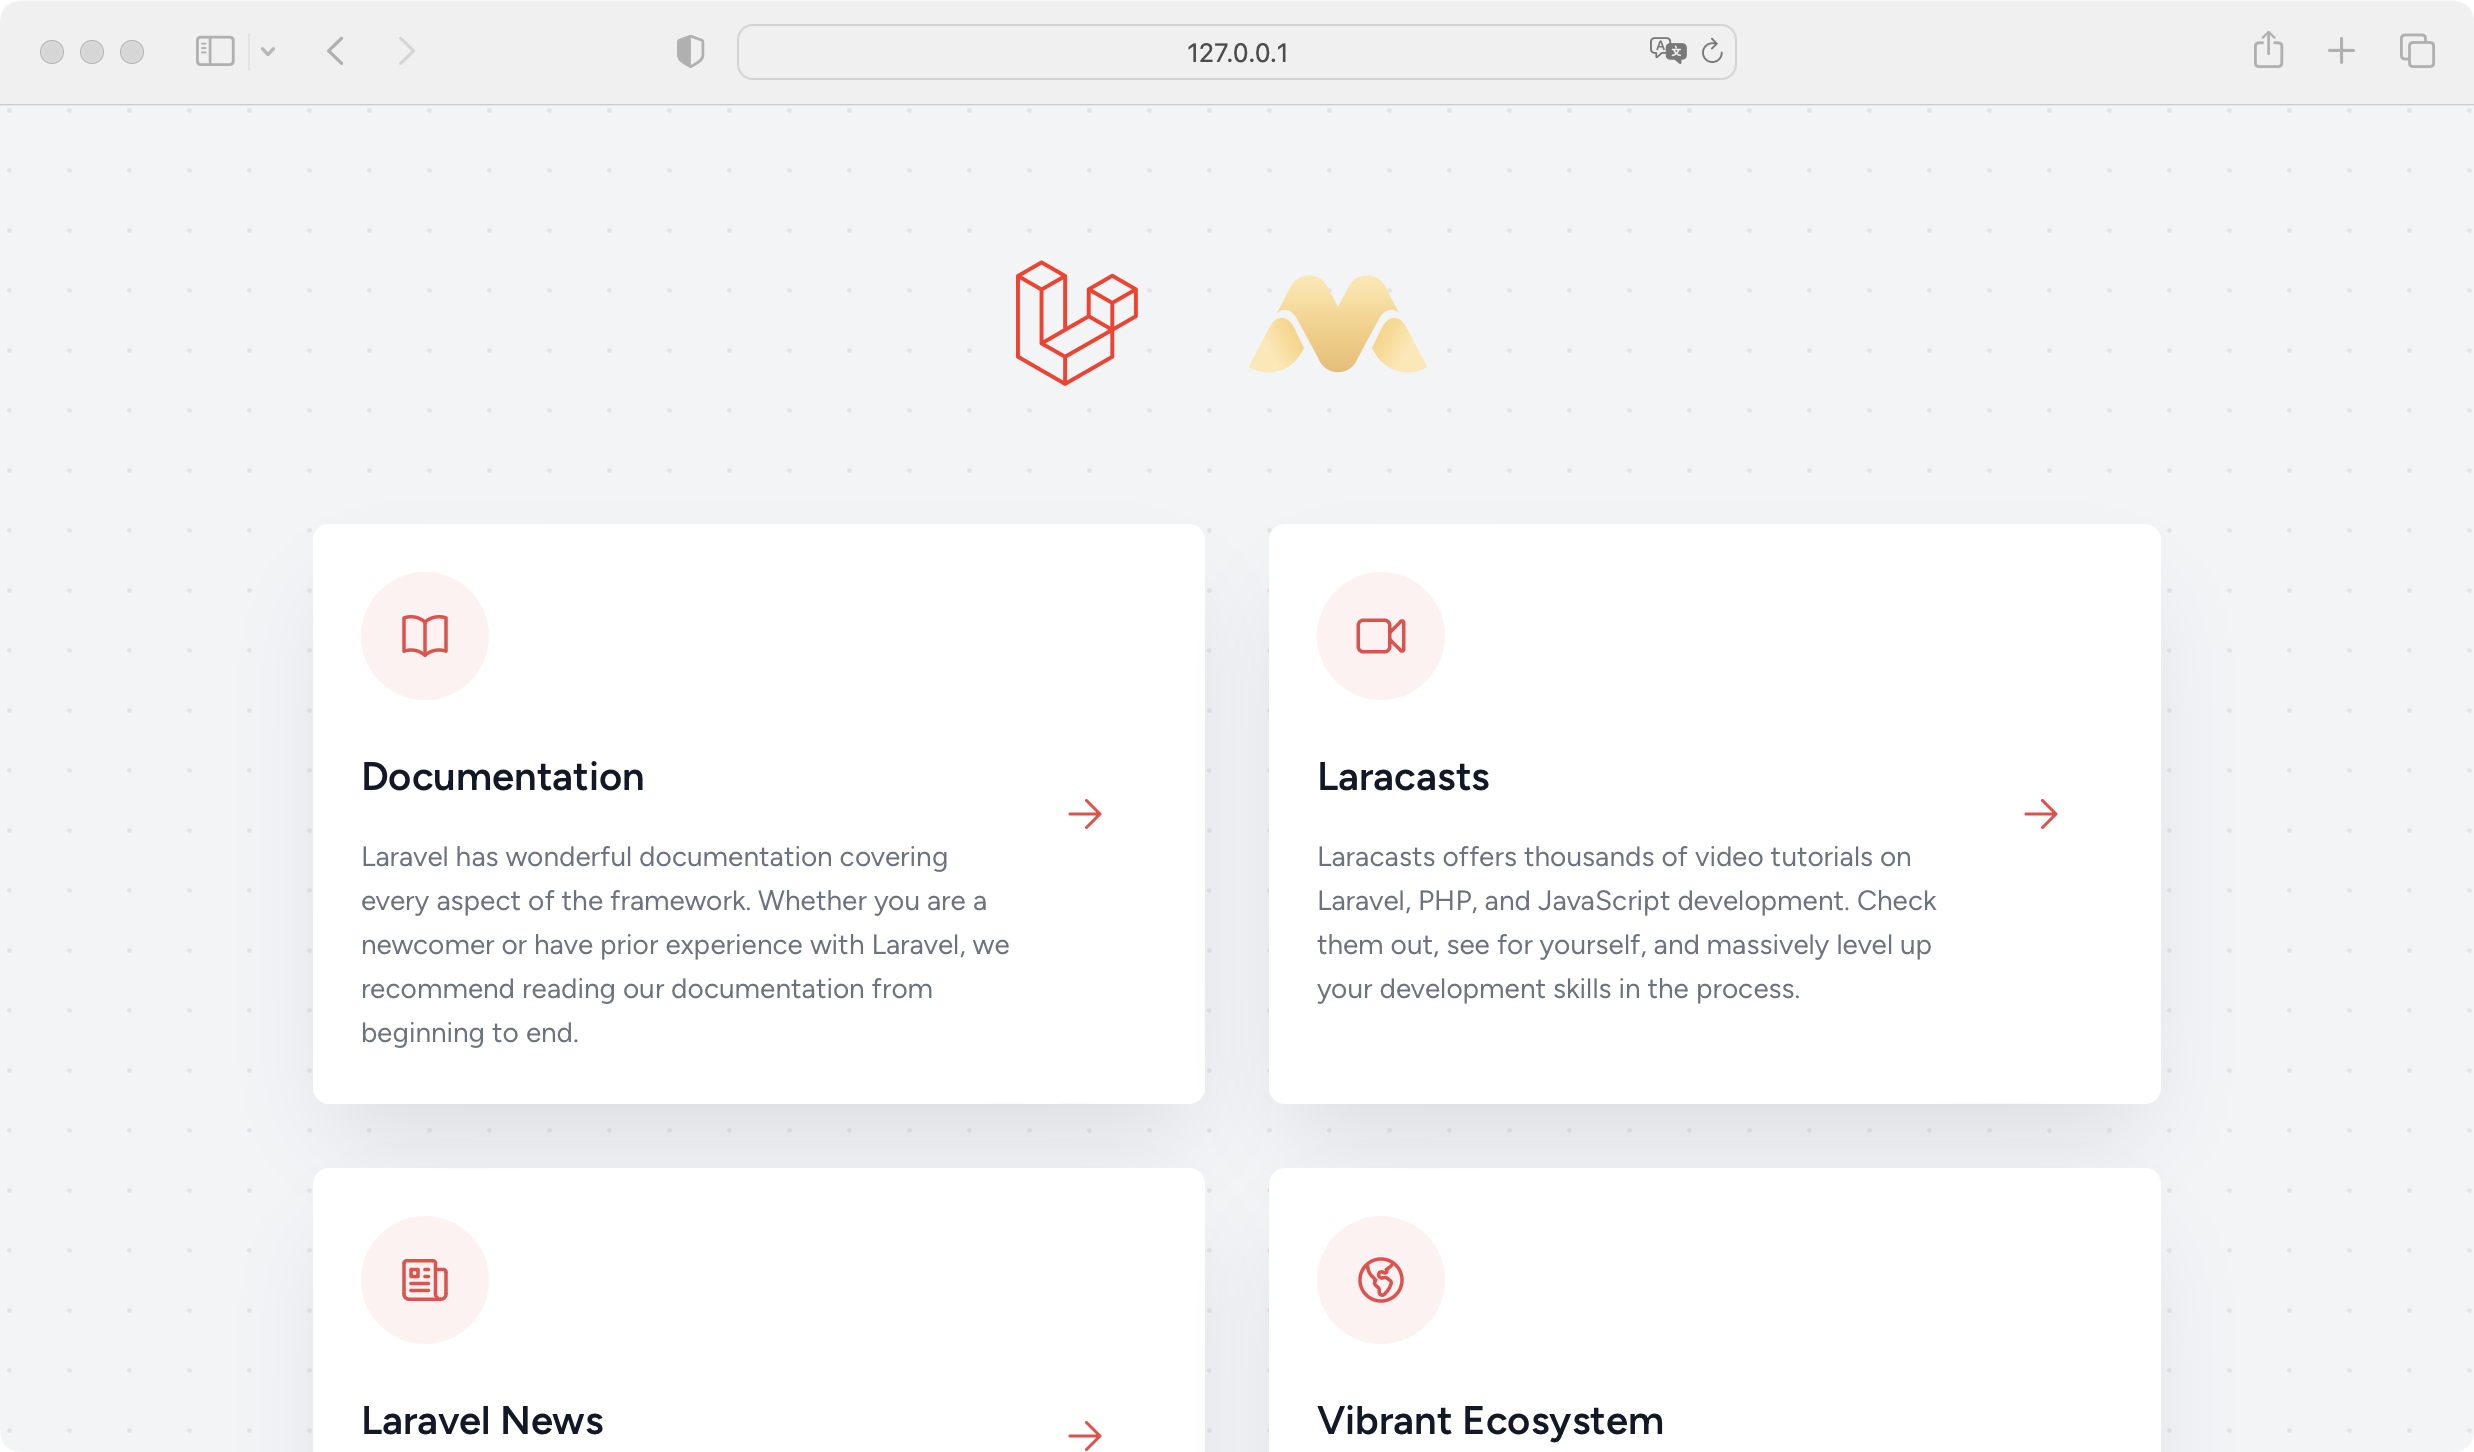 127.0.0.1
Documentation
Laravel has wonderful documentation covering
every aspect of the framework. Whether you are a
newcomer or have prior experience with Laravel, we
recommend reading our documentation from
beginning to end.
Laracasts
Laracasts offers thousands of video tutorials on
Laravel, PHP, and JavaScript development. Check
them out, see for yourself, and massively level up
your development skills in the process.
Laravel News
Vibrant Ecosystem